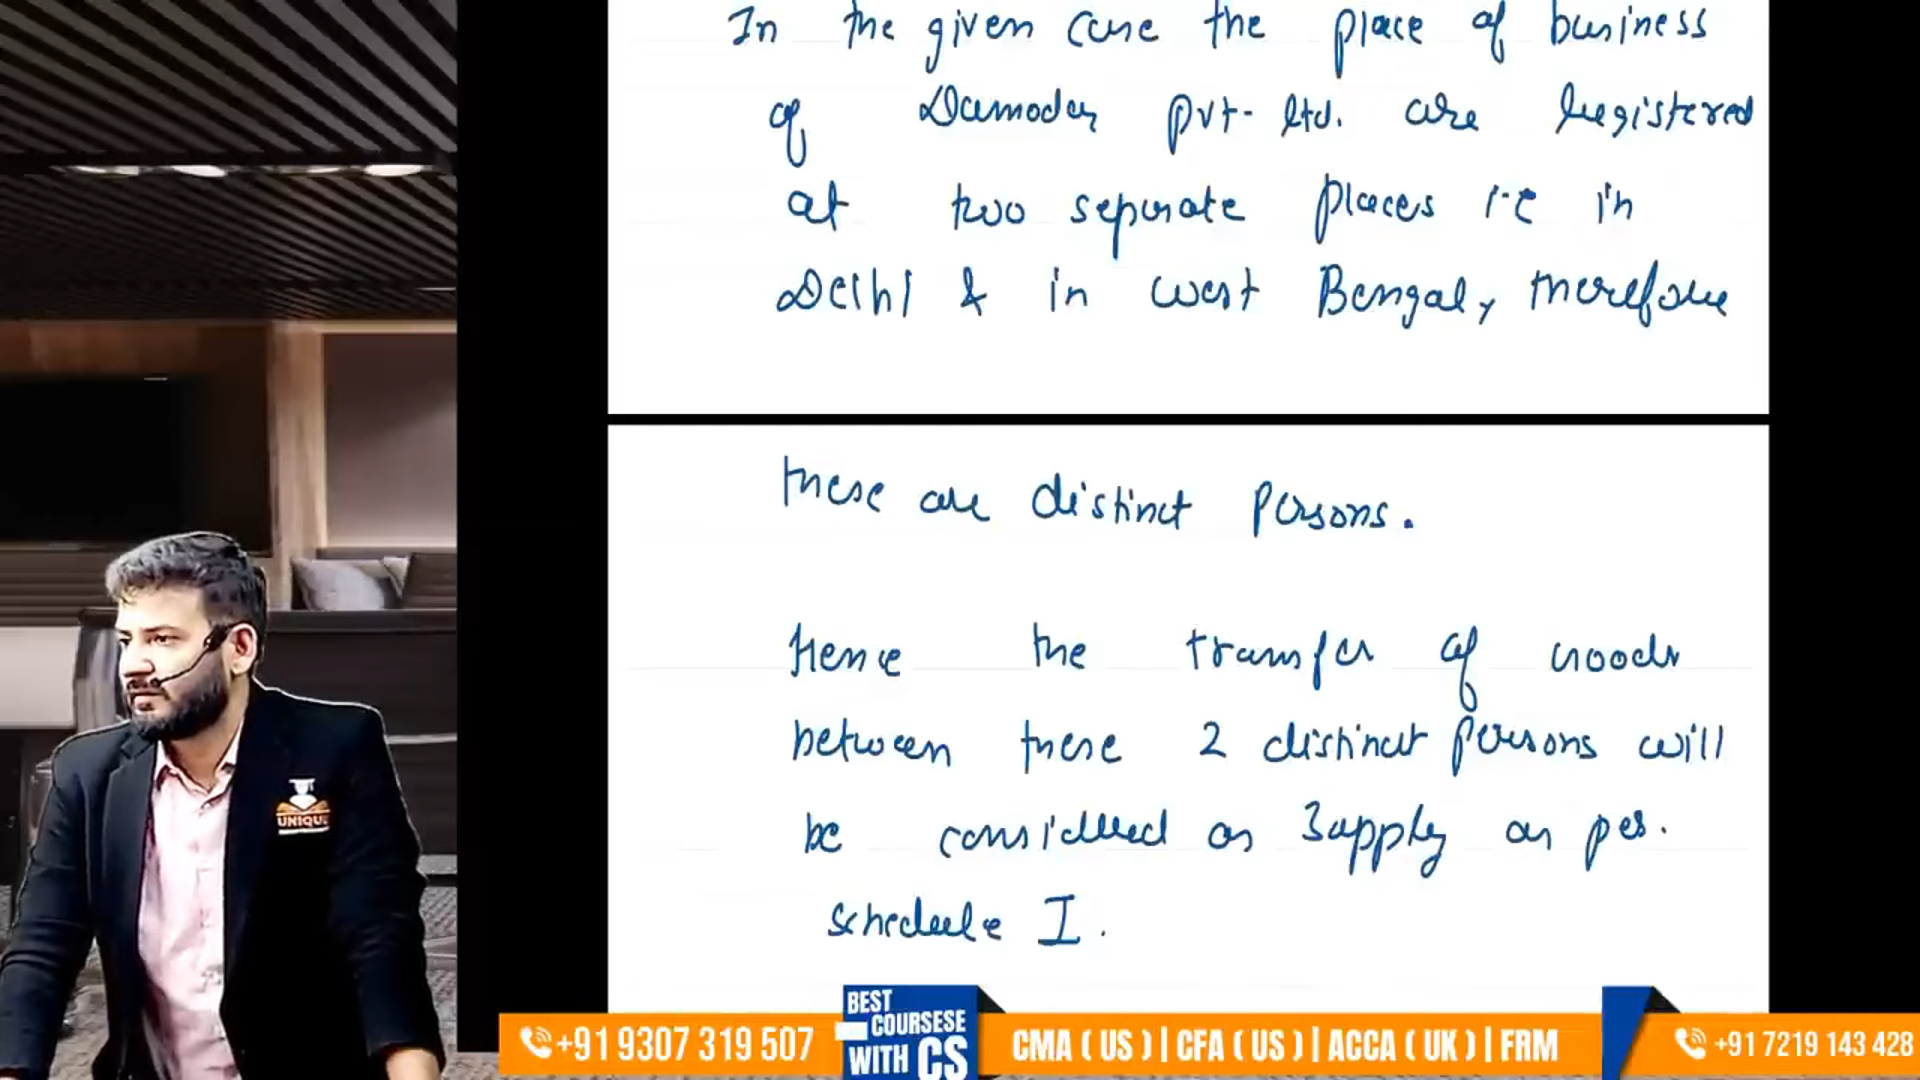 In the given case the place of business
of Damodar pvt. ltd. are registered
at two separate places i.e in
Delhi & in west Bengal, therefore
these are distinct persons.
Hence the transfer of goods
between these 2 distinct persons will
be considered as supply as per.
schedule I.
UNIQUE
+91 9307 319 507
BEST
COURSESE
WITH CS
CMA ( US ) | CFA ( US ) | ACCA ( UK ) | FRM
+91 7219 143 428